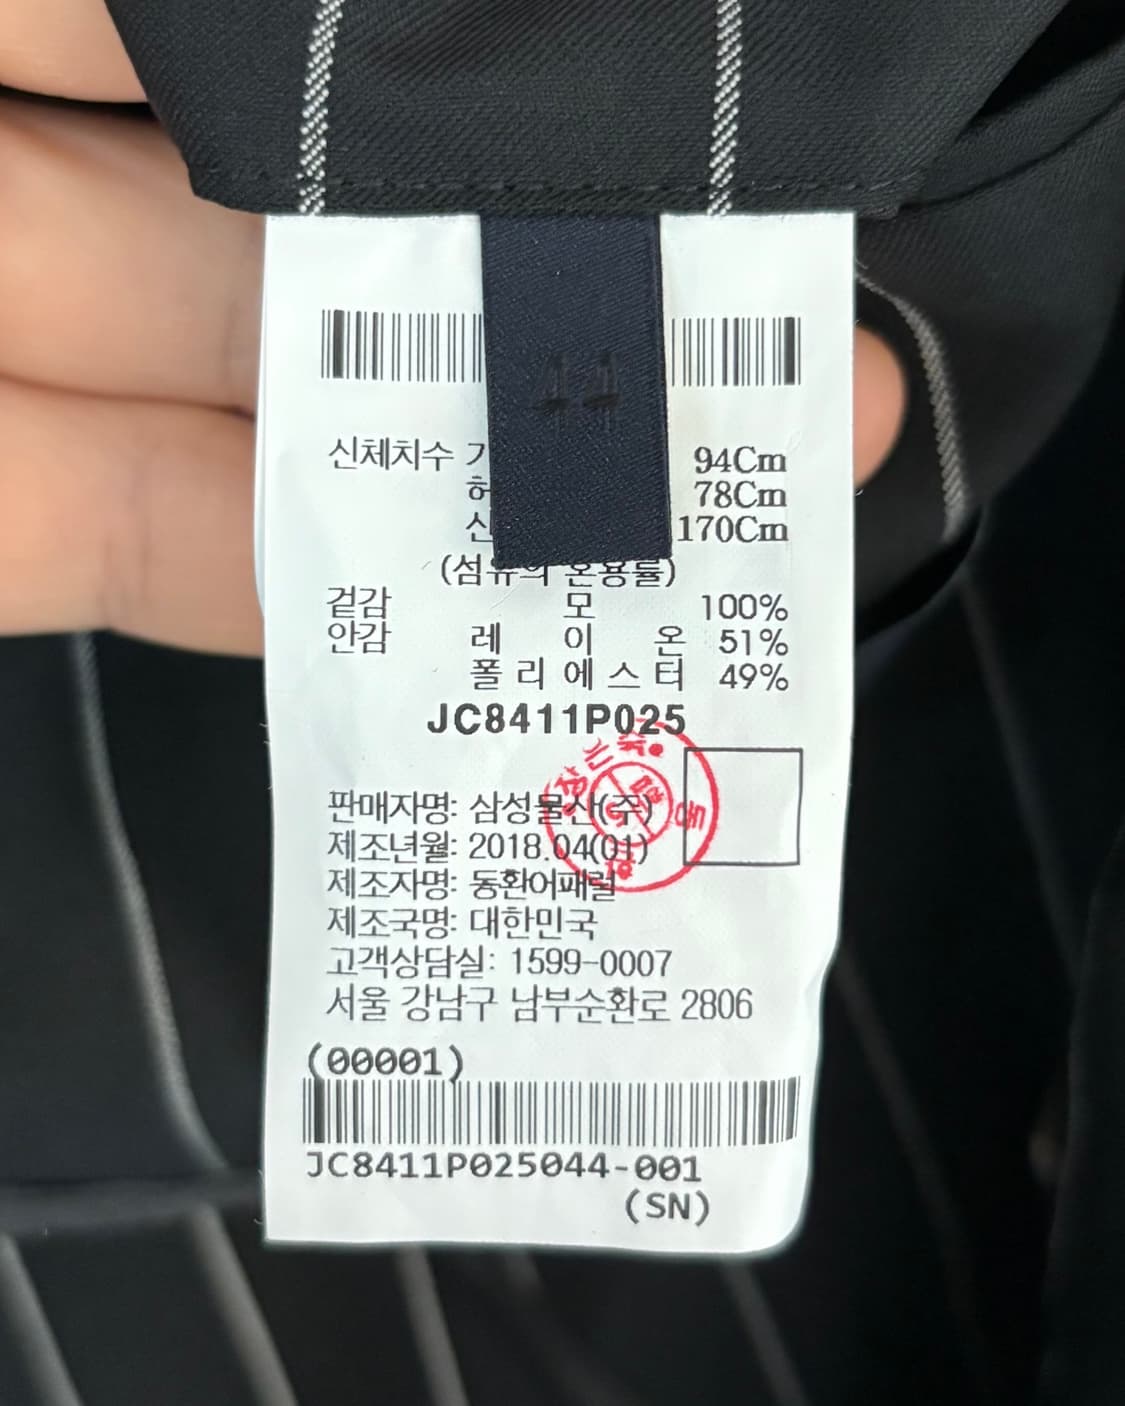 44
신체치수 94Cm
78Cm
170Cm
(섬유의 혼용률)
겉감 모 100%
안감 레이온 51%
폴리에스터 49%
JC8411P025
판매자명: 삼성물산(주)
제조년월: 2018.04(01)
제조자명: 동환어패럴
제조국명: 대한민국
고객상담실: 1599-0007
서울 강남구 남부순환로 2806
(00001)
JC8411P025044-001
(SN)